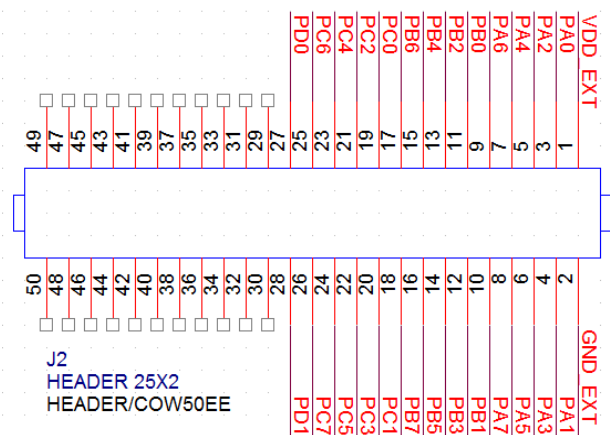 PD0 PC6 PC4 PC2 PC0 PB6 PB4 PB2 PB0 PA6 PA4 PA2 PA0 VDD_EXT
49 47 45 43 41 39 37 35 33 31 29 27 25 23 21 19 17 15 13 11 9 7 5 3 1
50 48 46 44 42 40 38 36 34 32 30 28 26 24 22 20 18 16 14 12 10 8 6 4 2
PD1 PC7 PC5 PC3 PC1 PB7 PB5 PB3 PB1 PA7 PA5 PA3 PA1 GND_EXT
J2
HEADER 25X2
HEADER/COW50EE